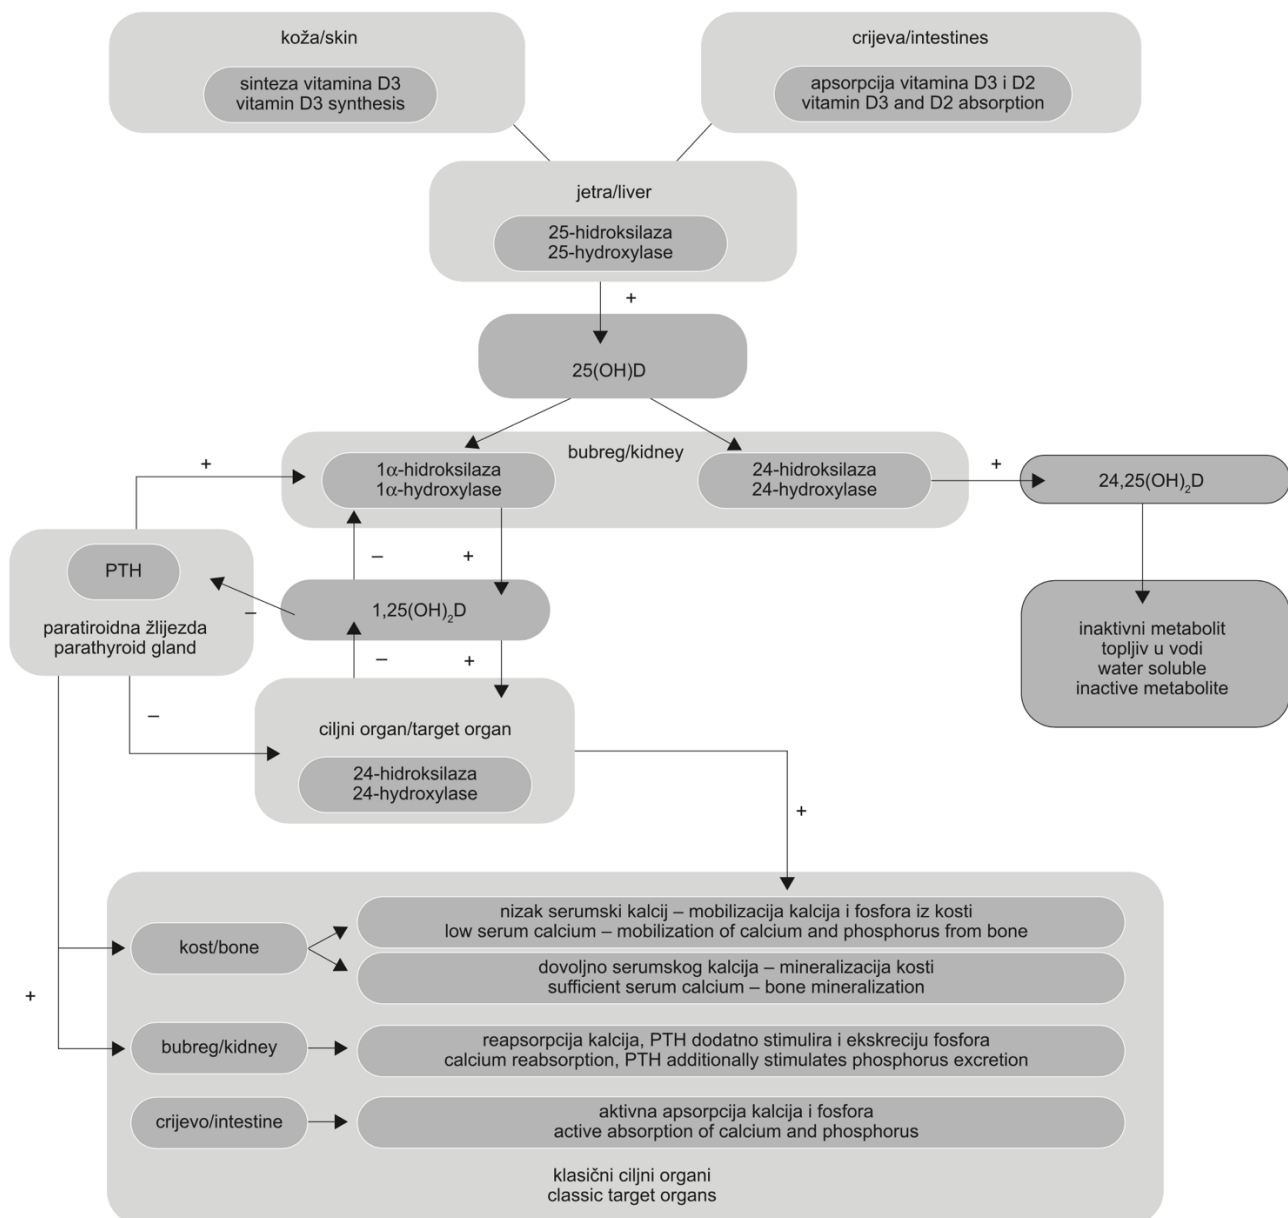 koža/skin
sinteza vitamina D3
vitamin D3 synthesis
crijeva/intestines
apsorpcija vitamina D3 i D2
vitamin D3 and D2 absorption
jetra/liver
25-hidroksilaza
25-hydroxylase
+
25(OH)D
bubreg/kidney
1α-hidroksilaza
1α-hydroxylase
24-hidroksilaza
24-hydroxylase
+
+
24,25(OH)₂D
inaktivni metabolit
topljiv u vodi
water soluble
inactive metabolite
PTH
paratiroidna žlijezda
parathyroid gland
–
+
–
1,25(OH)₂D
–
+
–
ciljni organ/target organ
24-hidroksilaza
24-hydroxylase
+
+
kost/bone
nizak serumski kalcij – mobilizacija kalcija i fosfora iz kosti
low serum calcium – mobilization of calcium and phosphorus from bone
dovoljno serumskog kalcija – mineralizacija kosti
sufficient serum calcium – bone mineralization
bubreg/kidney
reapsorpcija kalcija, PTH dodatno stimulira i ekskreciju fosfora
calcium reabsorption, PTH additionally stimulates phosphorus excretion
crijevo/intestine
aktivna apsorpcija kalcija i fosfora
active absorption of calcium and phosphorus
klasični ciljni organi
classic target organs